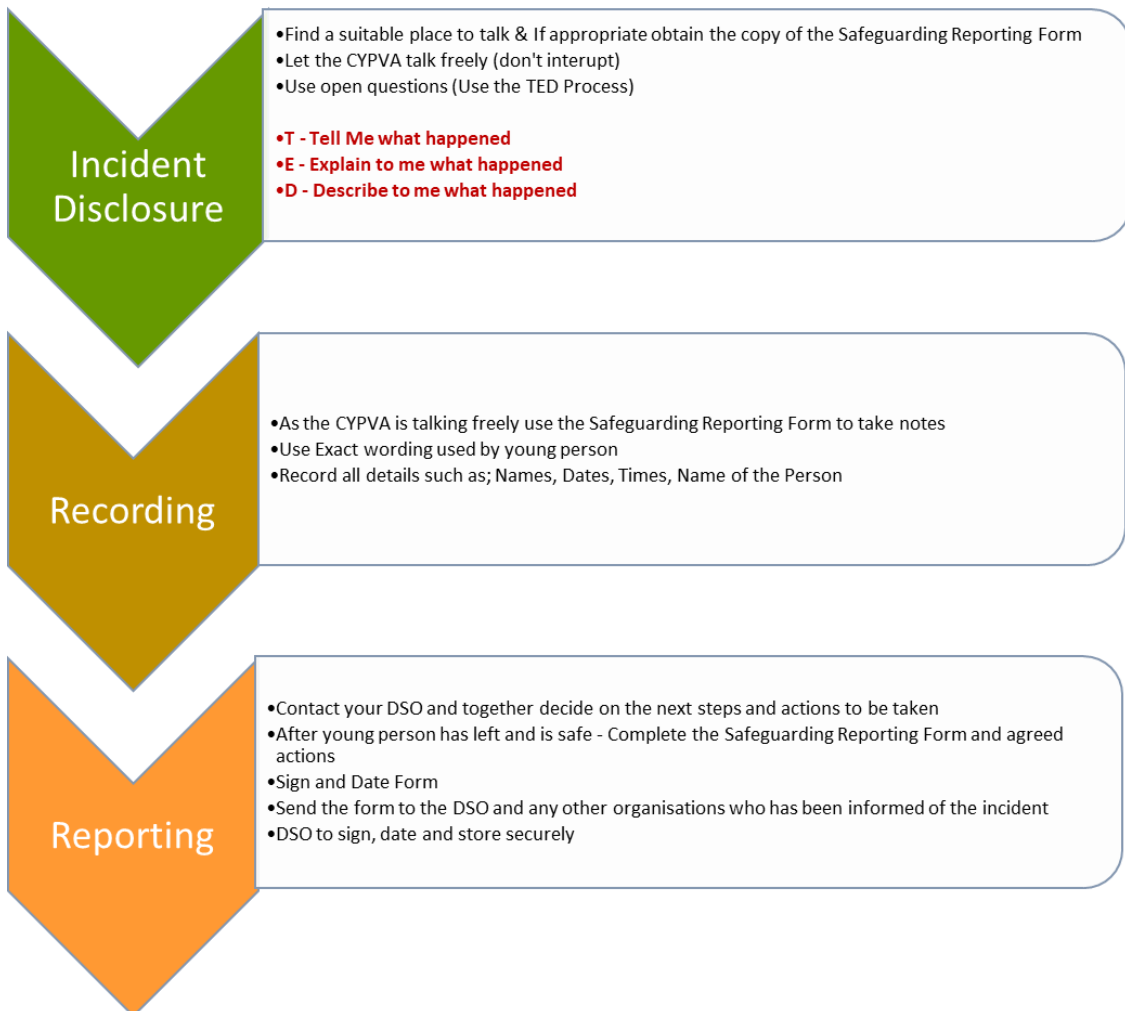 Incident
Disclosure
•Find a suitable place to talk & If appropriate obtain the copy of the Safeguarding Reporting Form
•Let the CYPVA talk freely (don't interupt)
•Use open questions (Use the TED Process)
•T - Tell Me what happened
•E - Explain to me what happened
•D - Describe to me what happened
Recording
•As the CYPVA is talking freely use the Safeguarding Reporting Form to take notes
•Use Exact wording used by young person
•Record all details such as; Names, Dates, Times, Name of the Person
Reporting
•Contact your DSO and together decide on the next steps and actions to be taken
•After young person has left and is safe - Complete the Safeguarding Reporting Form and agreed
actions
•Sign and Date Form
•Send the form to the DSO and any other organisations who has been informed of the incident
•DSO to sign, date and store securely